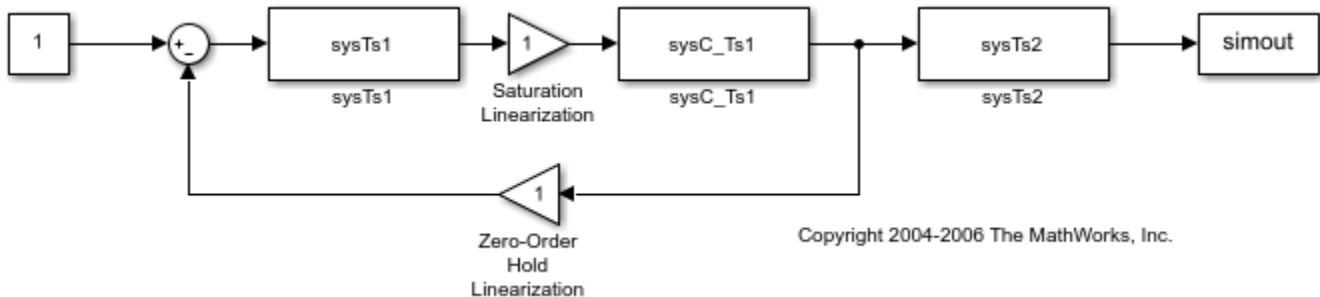 1
+
-
sysTs1
sysTs1
1
Saturation
Linearization
sysC_Ts1
sysC_Ts1
sysTs2
sysTs2
simout
1
Zero-Order
Hold
Linearization
Copyright 2004-2006 The MathWorks, Inc.